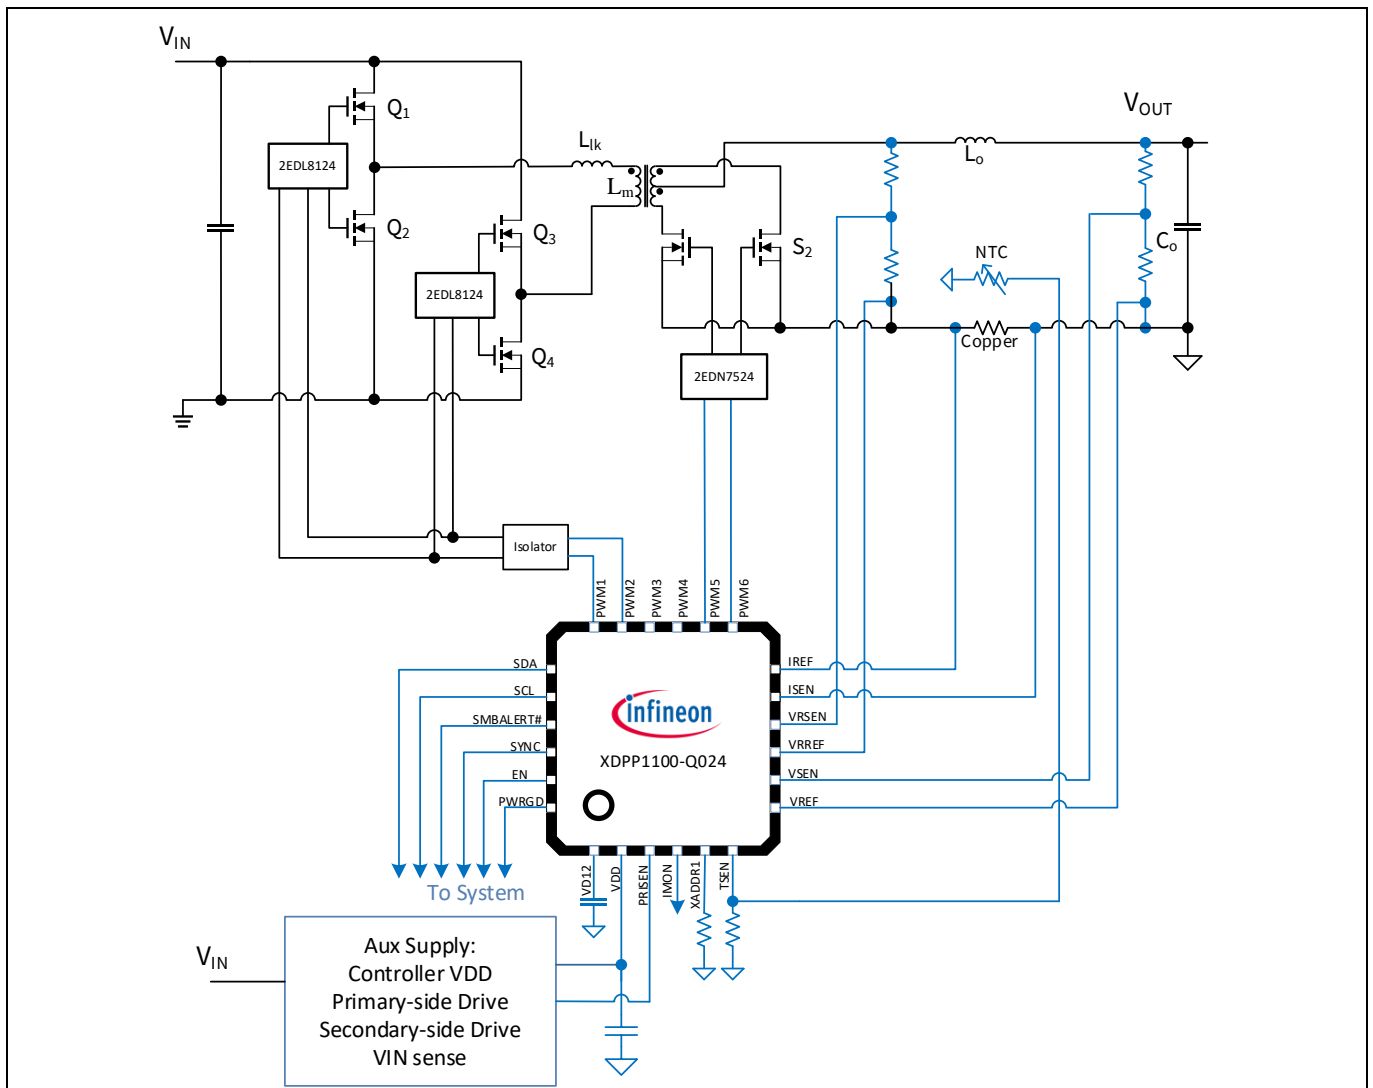 VIN
Q1
2EDL8124
Q2
Llk
Lm
Q3
2EDL8124
Q4
VOUT
Lo
S2
NTC
Co
Copper
2EDN7524
Isolator
PWM1
PWM2
PWM3
PWM4
PWM5
PWM6
SDA
SCL
SMBALERT#
SYNC
EN
PWRGD
IREF
ISEN
VRSEN
VRREF
VSEN
VREF
infineon
XDPP1100-Q024
VD12
VDD
PRISEN
IMON
XADDR1
TSEN
To System
VIN
Aux Supply:
Controller VDD
Primary-side Drive
Secondary-side Drive
VIN sense